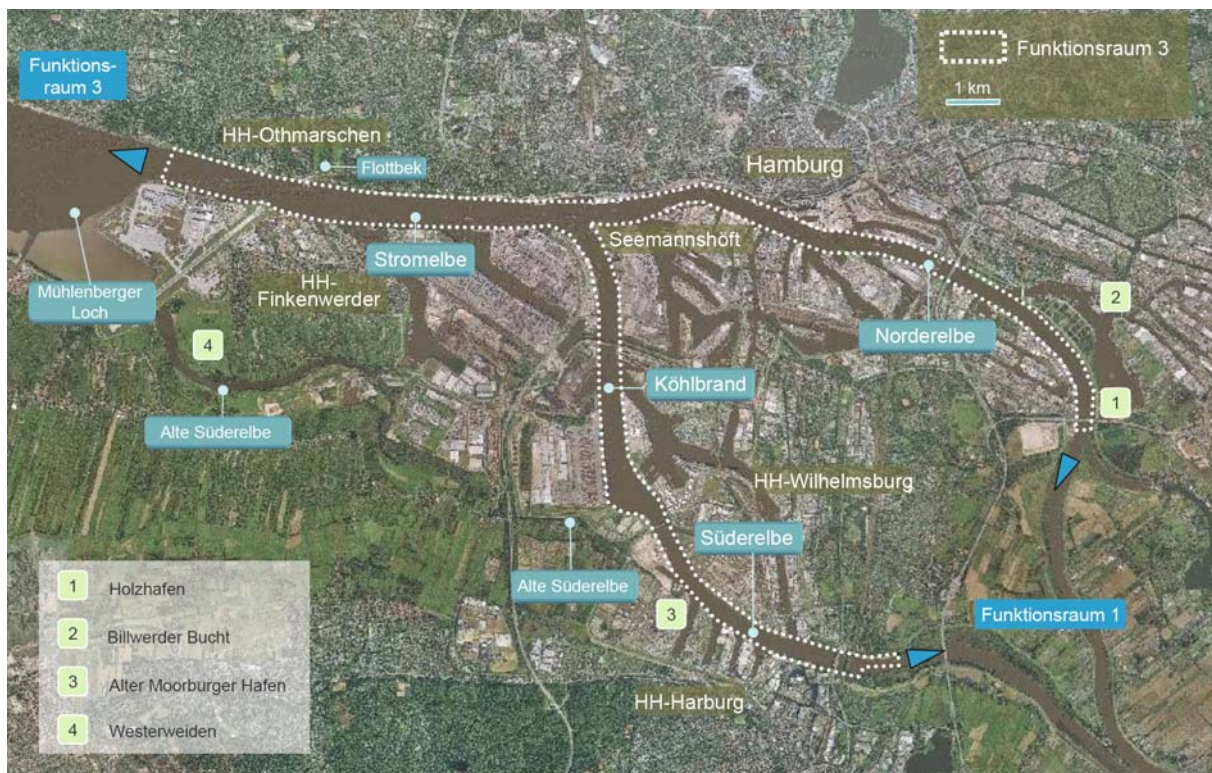 Funktions-
raum 3
Funktionsraum 3
1 km
HH-Othmarschen
Flottbek
Hamburg
Stromelbe
Seemannshöft
HH-
Finkenwerder
Mühlenberger
Loch
Norderelbe
2
4
Köhlbrand
1
Alte Süderelbe
HH-Wilhelmsburg
Süderelbe
Alte Süderelbe
3
Funktionsraum 1
HH-Harburg
1 Holzhafen
2 Billwerder Bucht
3 Alter Moorburger Hafen
4 Westerweiden